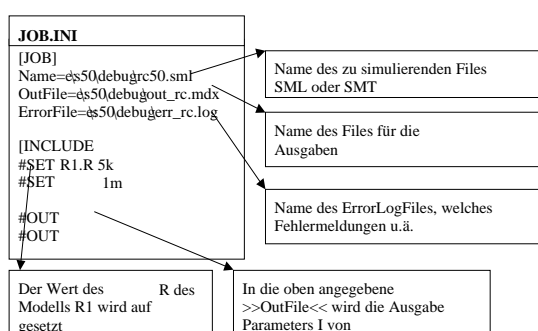 JOB.INI
[JOB]
Name=e\s50\debug\rc50.sml
OutFile=e\s50\debug\out_rc.mdx
ErrorFile=e\s50\debug\err_rc.log
[INCLUDE
#SET R1.R 5k
#SET 1m
#OUT
#OUT
Name des zu simulierenden Files
SML oder SMT
Name des Files für die
Ausgaben
Name des ErrorLogFiles, welches
Fehlermeldungen u.ä.
Der Wert des R des
Modells R1 wird auf
gesetzt
In die oben angegebene
>>OutFile<< wird die Ausgabe
Parameters I von